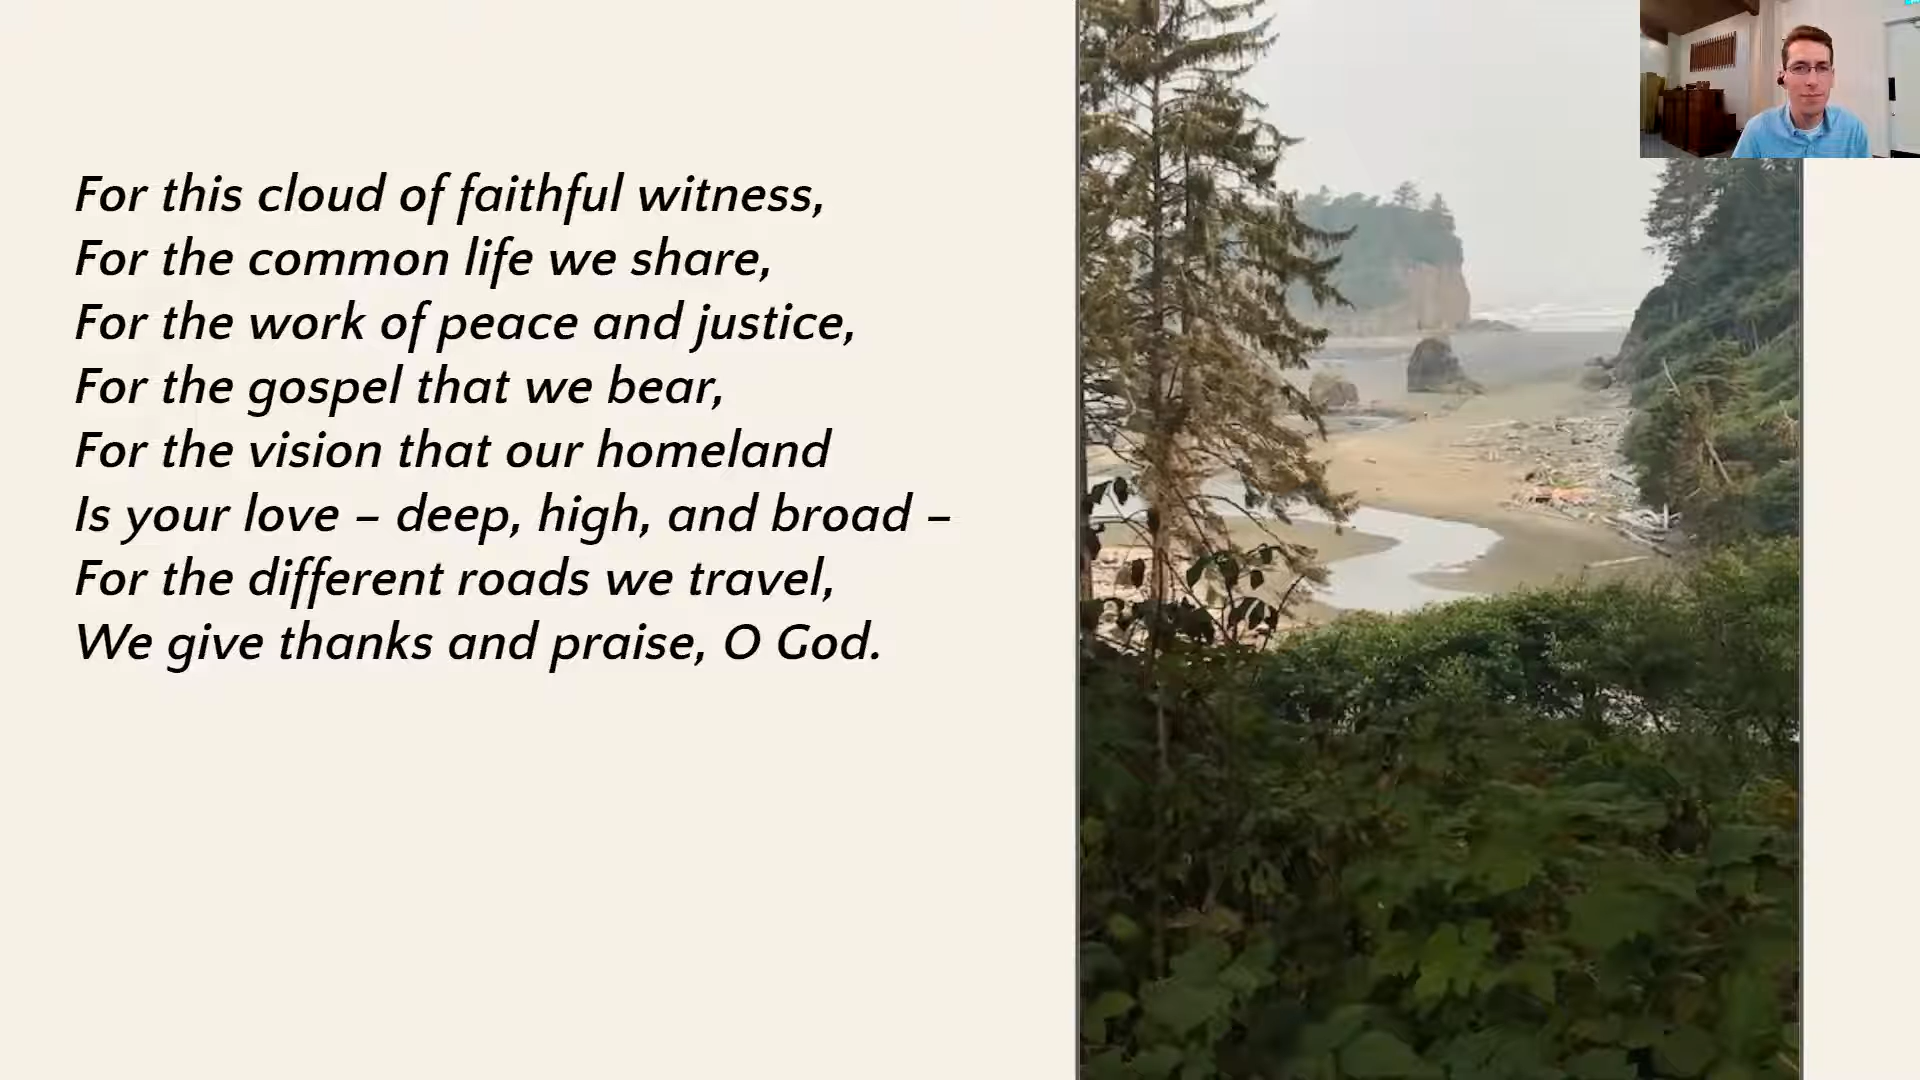 For this cloud of faithful witness,
For the common life we share,
For the work of peace and justice,
For the gospel that we bear,
For the vision that our homeland
Is your love – deep, high, and broad –
For the different roads we travel,
We give thanks and praise, O God.